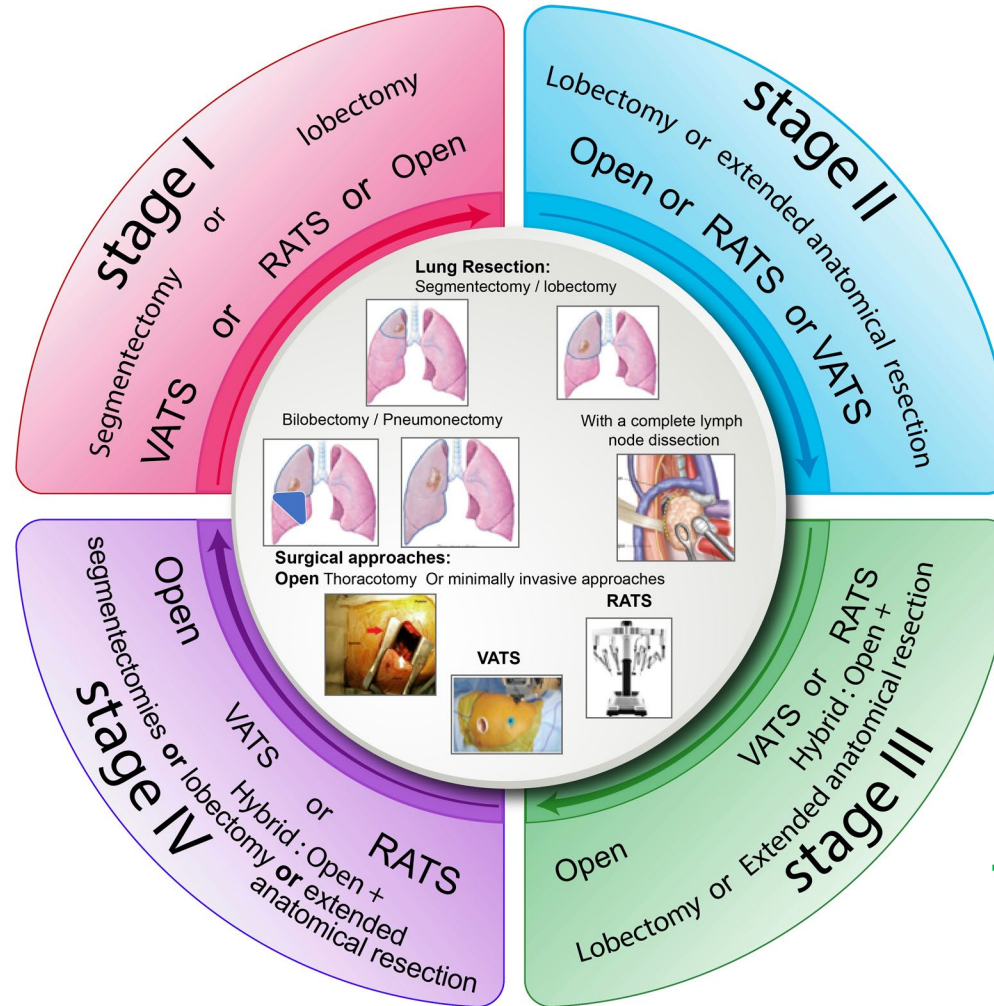 stage I
Segmentectomy or lobectomy
VATS or RATS or Open
stage II
Lobectomy or extended anatomical resection
Open or RATS or VATS
Lung Resection:
Segmentectomy / lobectomy
Bilobectomy / Pneumonectomy
With a complete lymph
node dissection
Surgical approaches:
Open Thoracotomy Or minimally invasive approaches
RATS
VATS
VATS or RATS
Hybrid : Open +
Open
Lobectomy or Extended anatomical resection
stage III
Open
VATS or RATS
Hybrid : Open +
segmentectomies or lobectomy or extended
anatomical resection
stage IV